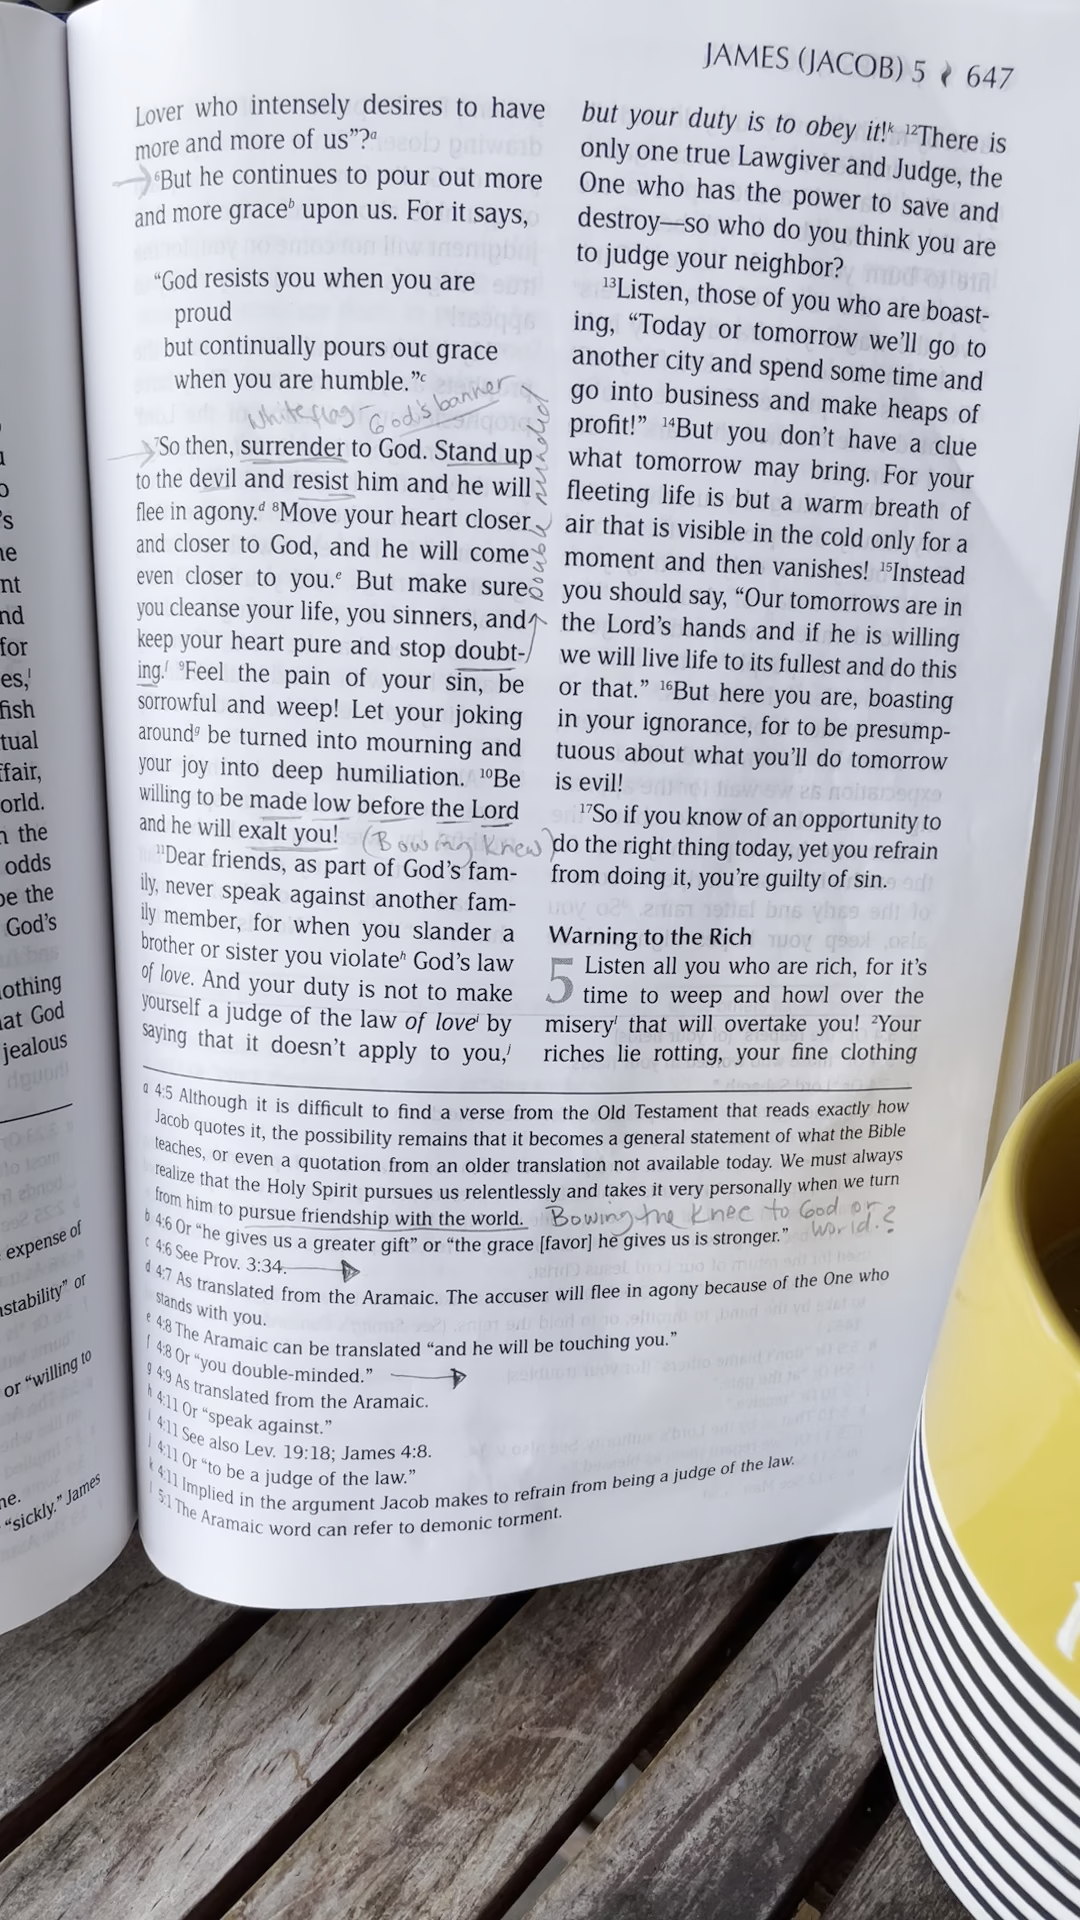 JAMES (JACOB) 5 647
Lover who intensely desires to have
more and more of us”?a
6But he continues to pour out more
and more graceb upon us. For it says,
“God resists you when you are
proud
but continually pours out grace
when you are humble.”c
White flag- God's banner
7So then, surrender to God. Stand up
to the devil and resist him and he will
flee in agony.d 8Move your heart closer
and closer to God, and he will come
even closer to you.e But make sure
you cleanse your life, you sinners, and
keep your heart pure and stop doubt-
ing.f 9Feel the pain of your sin, be
sorrowful and weep! Let your joking
aroundg be turned into mourning and
your joy into deep humiliation. 10Be
willing to be made low before the Lord
and he will exalt you! (Bowing Knew)
11Dear friends, as part of God’s fam-
ily, never speak against another fam-
ily member, for when you slander a
brother or sister you violateh God’s law
of love. And your duty is not to make
yourself a judge of the law of lovei by
saying that it doesn’t apply to you,j
Double minded
but your duty is to obey it!k 12There is
only one true Lawgiver and Judge, the
One who has the power to save and
destroy—so who do you think you are
to judge your neighbor?
13Listen, those of you who are boast-
ing, “Today or tomorrow we’ll go to
another city and spend some time and
go into business and make heaps of
profit!” 14But you don’t have a clue
what tomorrow may bring. For your
fleeting life is but a warm breath of
air that is visible in the cold only for a
moment and then vanishes! 15Instead
you should say, “Our tomorrows are in
the Lord’s hands and if he is willing
we will live life to its fullest and do this
or that.” 16But here you are, boasting
in your ignorance, for to be presump-
tuous about what you’ll do tomorrow
is evil!
17So if you know of an opportunity to
do the right thing today, yet you refrain
from doing it, you’re guilty of sin.
Warning to the Rich
5 Listen all you who are rich, for it’s
time to weep and howl over the
miseryl that will overtake you! 2Your
riches lie rotting, your fine clothing
a 4:5 Although it is difficult to find a verse from the Old Testament that reads exactly how
Jacob quotes it, the possibility remains that it becomes a general statement of what the Bible
teaches, or even a quotation from an older translation not available today. We must always
realize that the Holy Spirit pursues us relentlessly and takes it very personally when we turn
from him to pursue friendship with the world. Bowing the Knee to God or
world.?
b 4:6 Or “he gives us a greater gift” or “the grace [favor] he gives us is stronger.”
c 4:6 See Prov. 3:34.
d 4:7 As translated from the Aramaic. The accuser will flee in agony because of the One who
stands with you.
e 4:8 The Aramaic can be translated “and he will be touching you.”
f 4:8 Or “you double-minded.”
g 4:9 As translated from the Aramaic.
h 4:11 Or “speak against.”
i 4:11 See also Lev. 19:18; James 4:8.
j 4:11 Or “to be a judge of the law.”
k 4:11 Implied in the argument Jacob makes to refrain from being a judge of the law.
l 5:1 The Aramaic word can refer to demonic torment.
for
es,i
fish
tual
ffair,
orld.
the
odds
be the
God’s
othing
at God
jealous
expense of
nstability” or
or “willing to
“sickly.” James